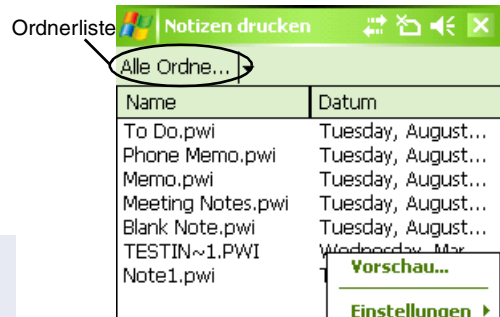 Ordnerliste
Notizen drucken
Alle Ordne...
Name Datum
To Do.pwi Tuesday, August...
Phone Memo.pwi Tuesday, August...
Memo.pwi Tuesday, August...
Meeting Notes.pwi Tuesday, August...
Blank Note.pwi Tuesday, August...
TESTIN~1.PWI Wednesday, Mar
Note1.pwi
Vorschau...
Einstellungen